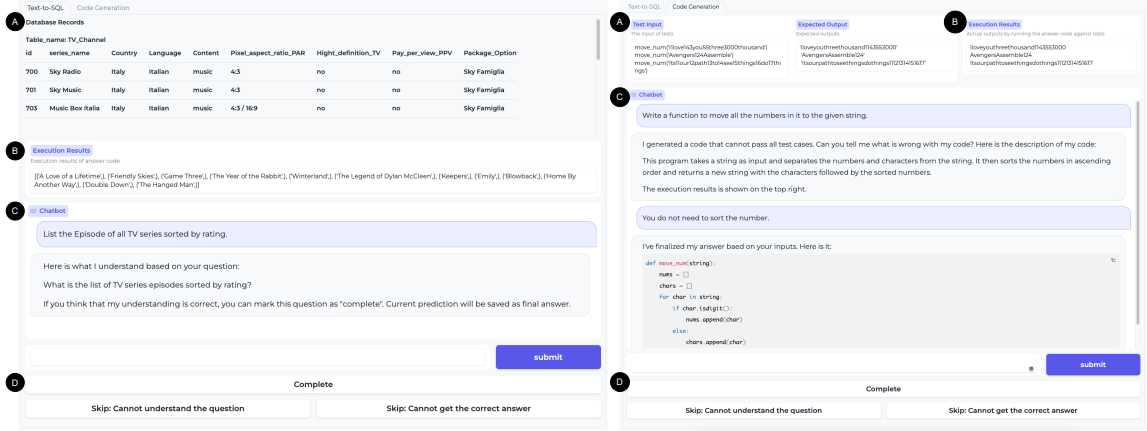 Text-to-SQL Code Generation
A
Database Records
Table_name: TV_Channel
id series_name Country Language Content Pixel_aspect_ratio_PAR Hight_definition_TV Pay_per_view_PPV Package_Option
700 Sky Radio Italy Italian music 4:3 no no Sky Famiglia
701 Sky Music Italy Italian music 4:3 no no Sky Famiglia
703 Music Box Italia Italy Italian music 4:3 / 16:9 no no Sky Famiglia
B
Execution Results
Execution results of answer code
[('A Love of a Lifetime',), ('Friendly Skies',), ('Game Three',), ('The Year of the Rabbit',), ('Winterland',), ('The Legend of Dylan McCleen',), ('Keepers',), ('Emily',), ('Blowback',), ('Home By
Another Way',), ('Double Down',), ('The Hanged Man',)]
C
Chatbot
List the Episode of all TV series sorted by rating.
Here is what I understand based on your question:
What is the list of TV series episodes sorted by rating?
If you think that my understanding is correct, you can mark this question as "complete". Current prediction will be saved as final answer.
submit
D
Complete
Skip: Cannot understand the question Skip: Cannot get the correct answer
Text-to-SQL Code Generation
A
Test Input
The input of tests
move_num('I1love143you55three3000thousand')
move_num('Avengers124Assemble')
move_num('Its11our12path13to14see15things16do17thi
ngs')
Expected Output
Expected outputs
'Iloveyouthreethousand1143553000'
'AvengersAssemble124'
'Itsourpathtoseethingsdothings11121314151617'
B
Execution Results
Actual outputs by running the answer code against tests
Iloveyouthreethousand1143553000
AvengersAssemble124
Itsourpathtoseethingsdothings11121314151617
C
Chatbot
Write a function to move all the numbers in it to the given string.
I generated a code that cannot pass all test cases. Can you tell me what is wrong with my code? Here is the description of my code:
This program takes a string as input and separates the numbers and characters from the string. It then sorts the numbers in ascending
order and returns a new string with the characters followed by the sorted numbers.
The execution results is shown on the top right.
You do not need to sort the number.
I've finalized my answer baed on your inputs. Here is it:
def move_num(string):
nums = []
chars = []
for char in string:
if char.isdigit():
nums.append(char)
else:
chars.append(char)
submit
D
Complete
Skip: Cannot understand the question Skip: Cannot get the correct answer